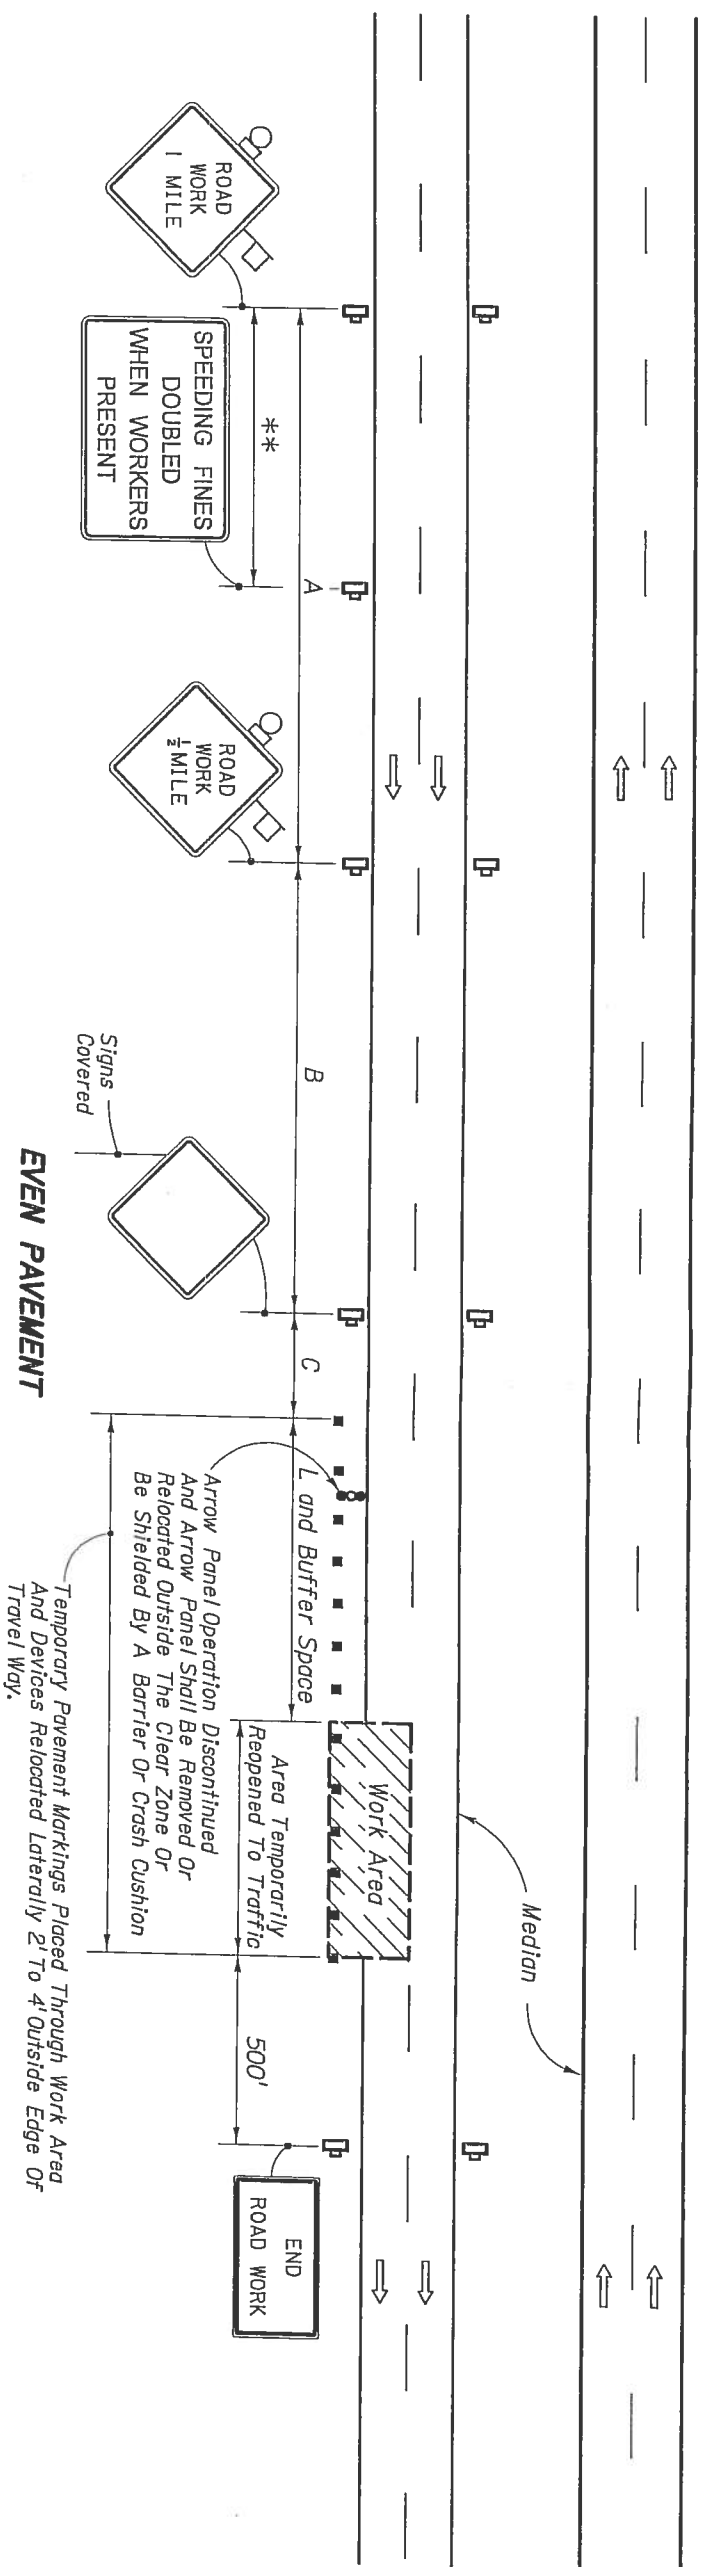 ROAD
WORK
1 MILE
SPEEDING FINES
DOUBLED
WHEN WORKERS
PRESENT
**
A
ROAD
WORK
½ MILE
B
Signs
Covered
C
L and Buffer Space
Arrow Panel Operation Discontinued
And Arrow Panel Shall Be Removed Or
Relocated Outside The Clear Zone Or
Be Shielded By A Barrier Or Crash Cushion
Work Area
Area Temporarily
Reopened To Traffic
Median
500'
END
ROAD WORK
Temporary Pavement Markings Placed Through Work Area
And Devices Relocated Laterally 2' To 4' Outside Edge Of
Travel Way.
EVEN PAVEMENT